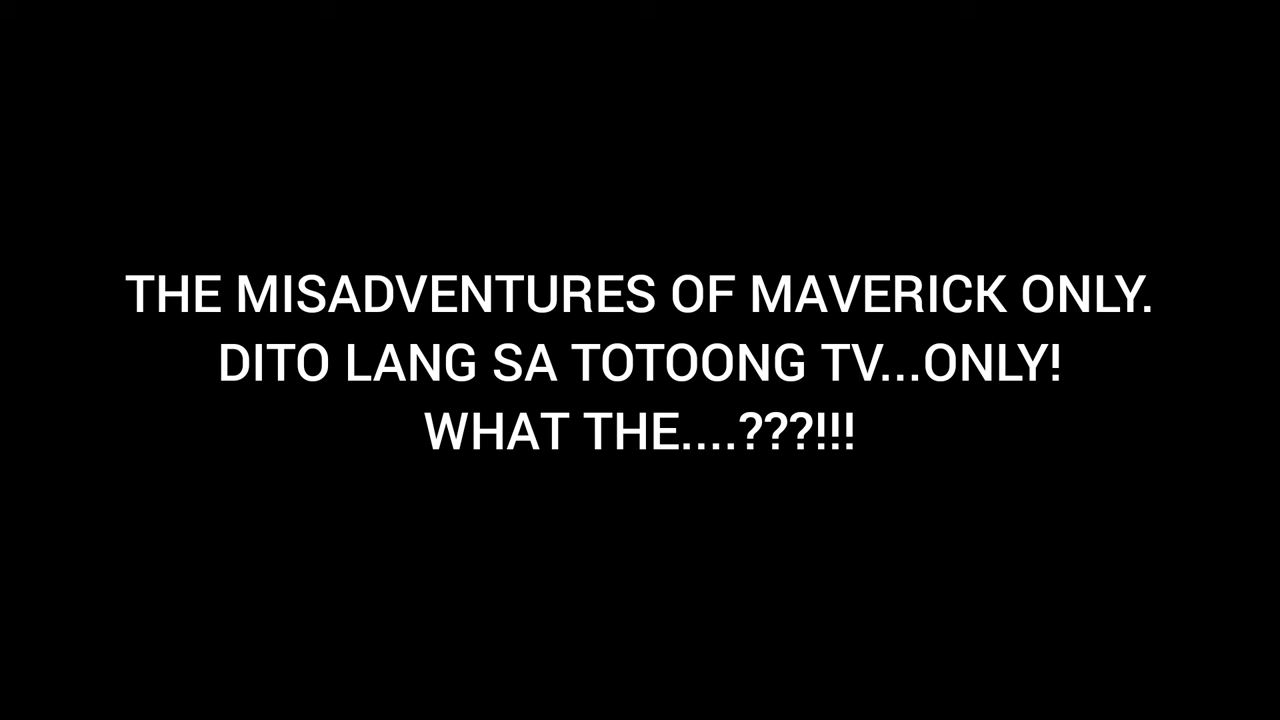 THE MISADVENTURES OF MAVERICK ONLY.
DITO LANG SA TOTOONG TV...ONLY!
WHAT THE....???!!!